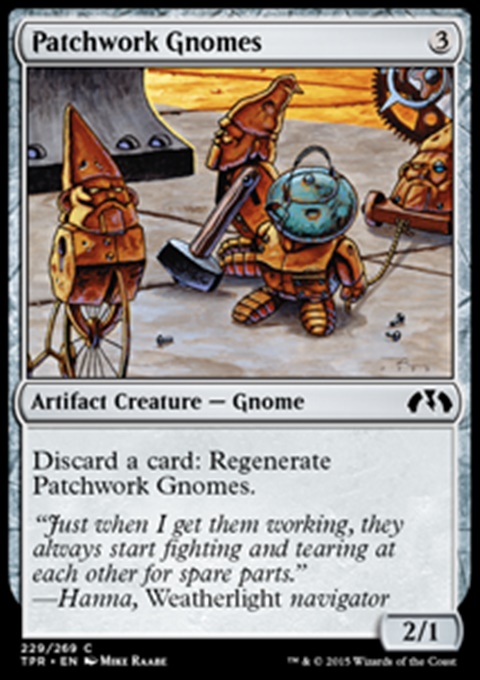 Patchwork Gnomes 3
Artifact Creature — Gnome
Discard a card: Regenerate
Patchwork Gnomes.
“Just when I get them working, they
always start fighting and tearing at
each other for spare parts.”
—Hanna, Weatherlight navigator
2/1
229/269 C
TPR • EN Mike Raabe
™ & © 2015 Wizards of the Coast